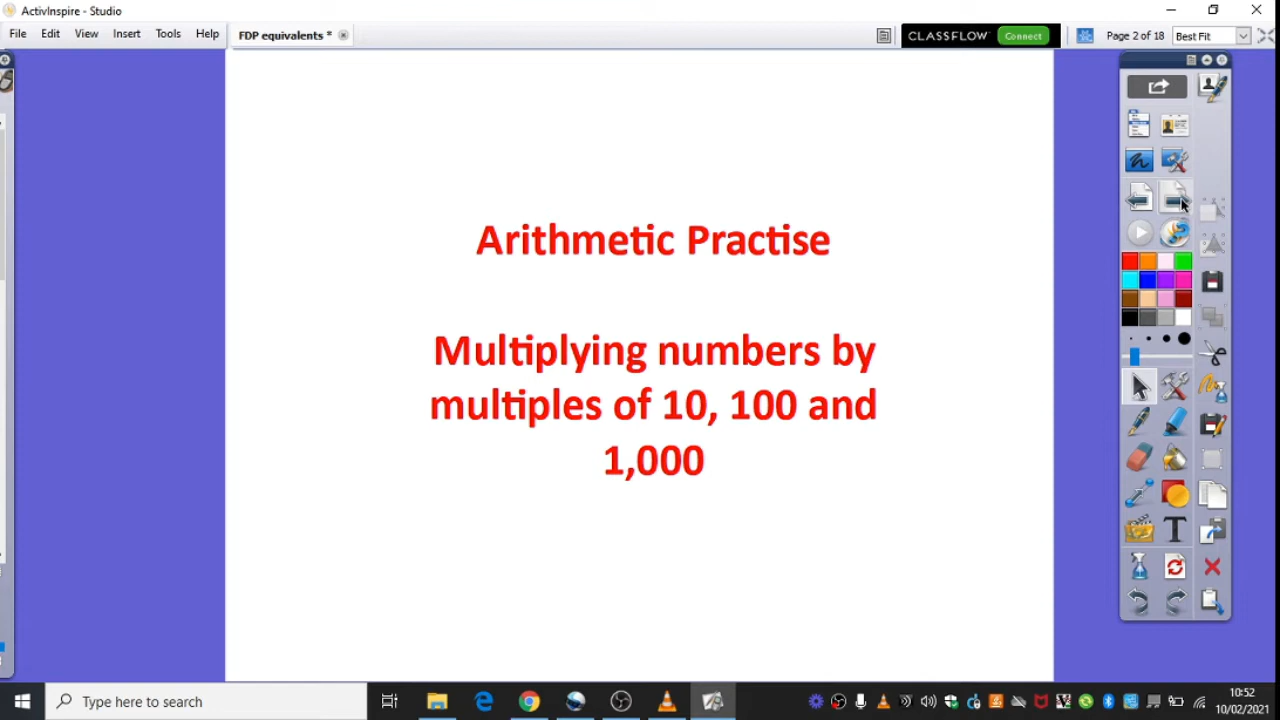 ActivInspire - Studio
File Edit View Insert Tools Help
FDP equivalents *
CLASSFLOW Connect
Page 2 of 18 Best Fit
Arithmetic Practise
Multiplying numbers by
multiples of 10, 100 and
1,000
Type here to search
10:52
10/02/2021